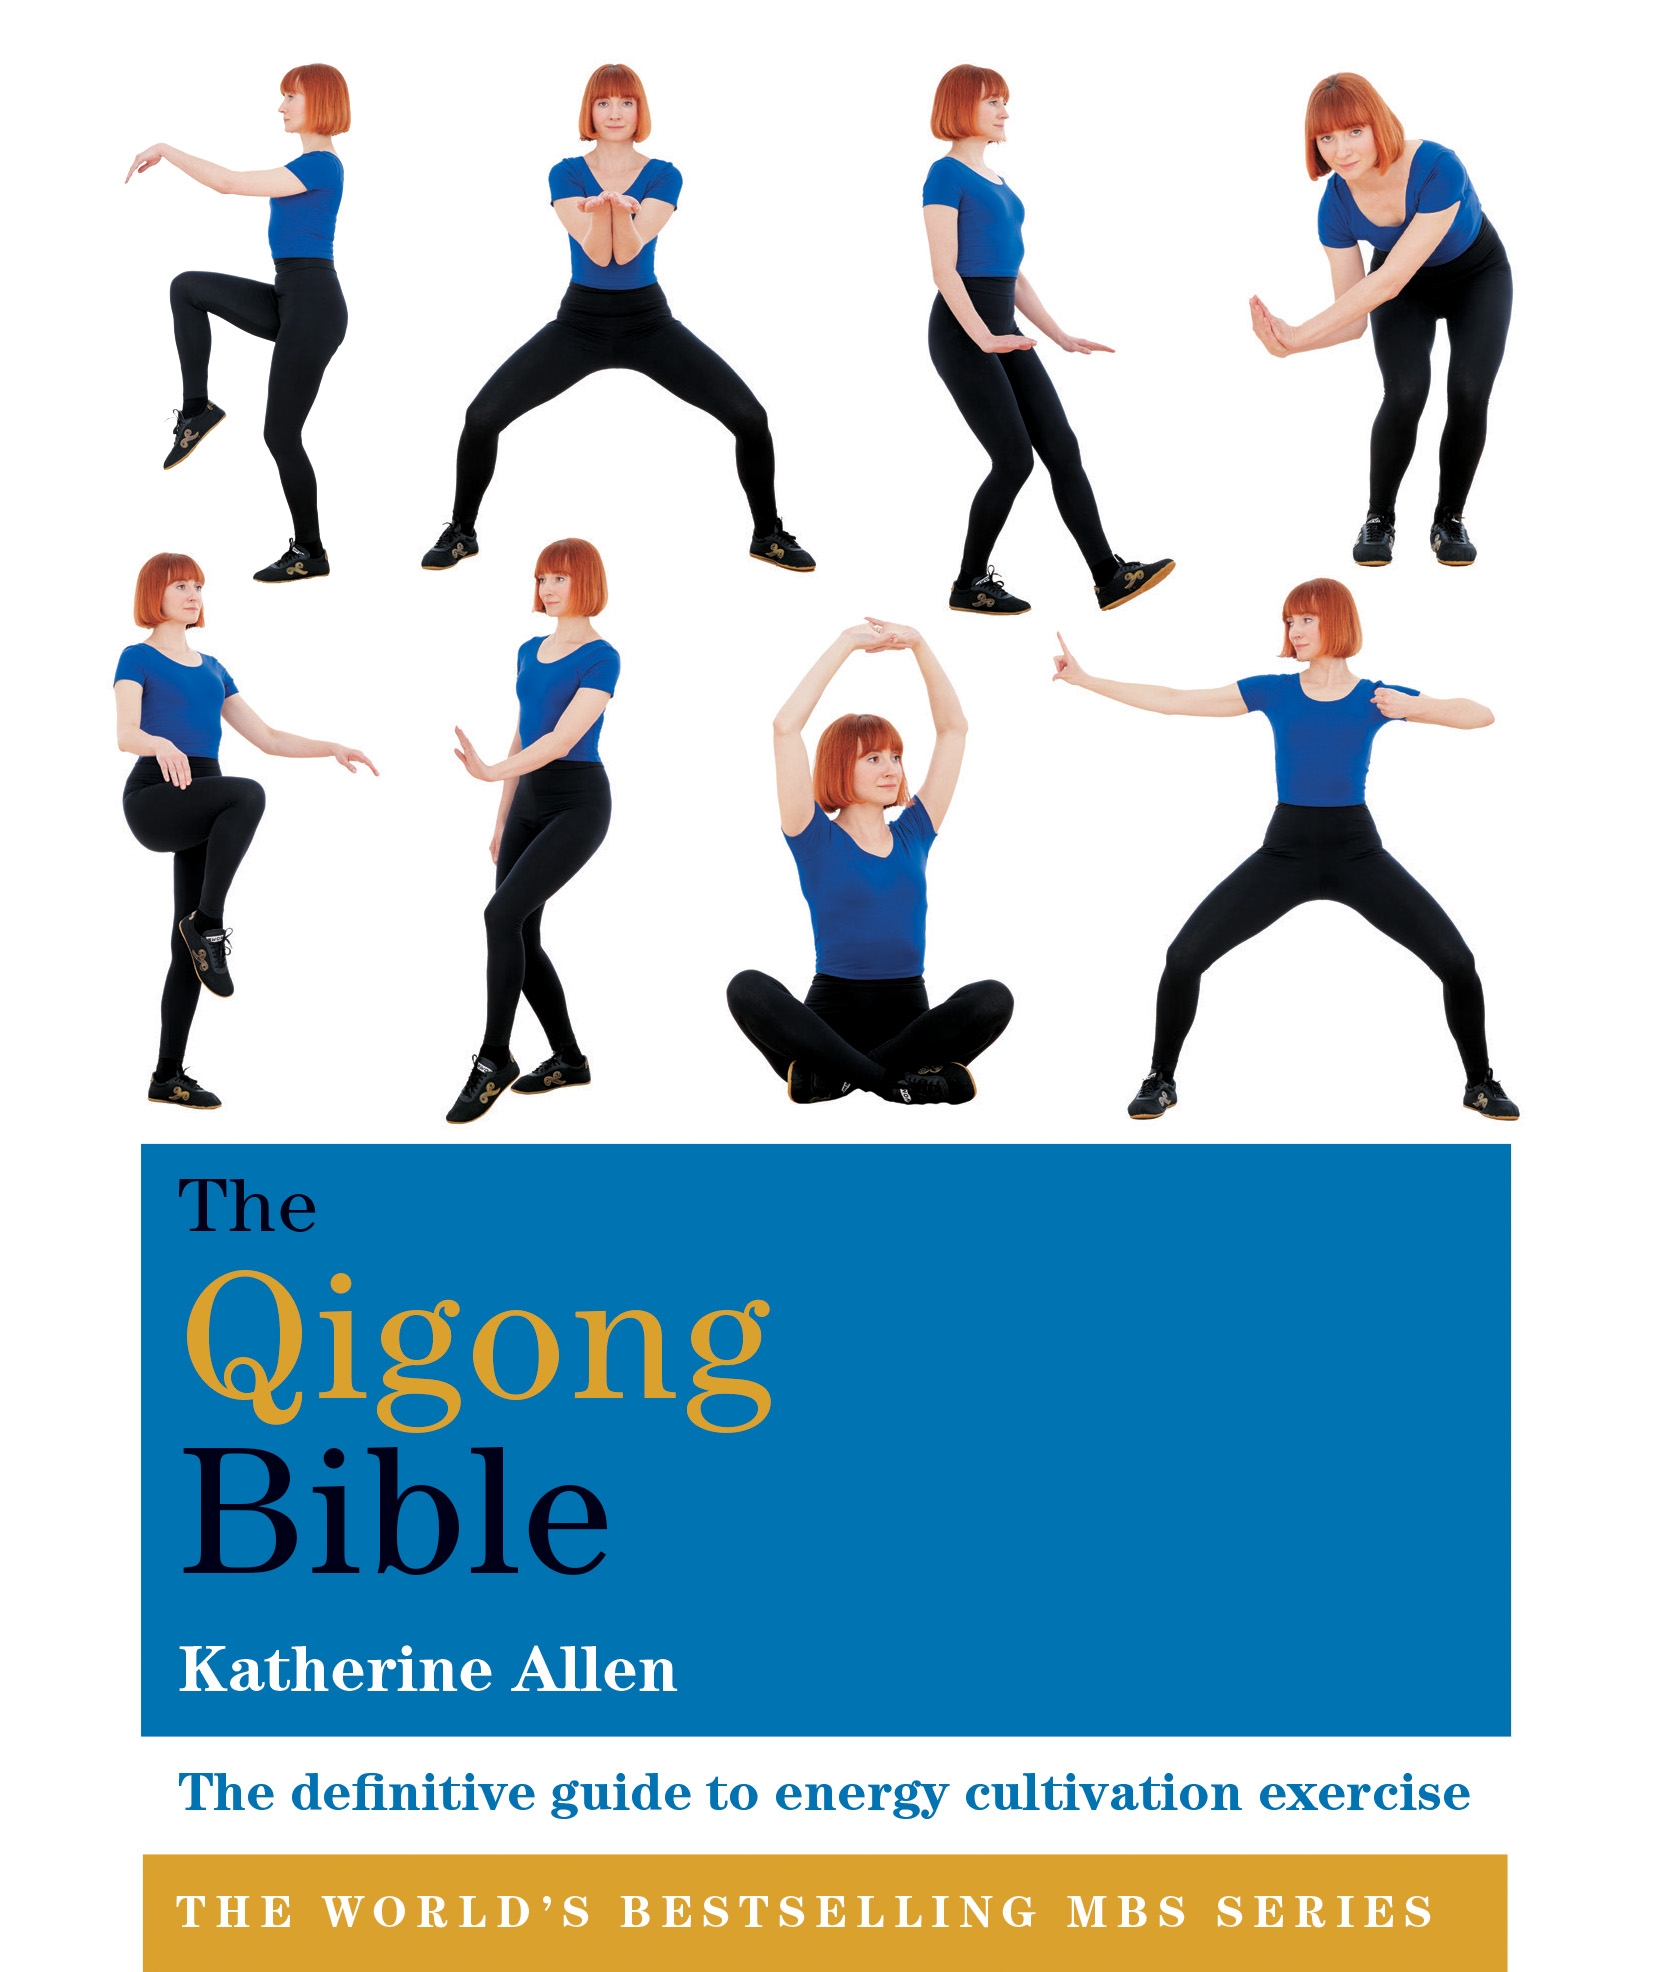 The
Qigong
Bible
Katherine Allen
The definitive guide to energy cultivation exercise
THE WORLD’S BESTSELLING MBS SERIES